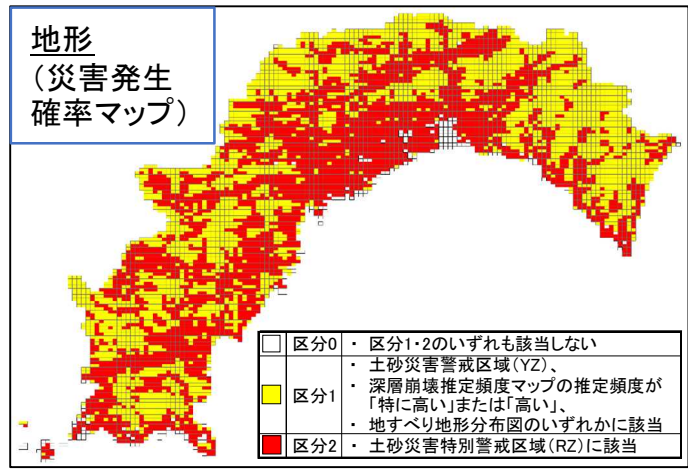 地形
(災害発生
確率マップ)
区分0 ・ 区分1・2のいずれも該当しない
区分1 ・ 土砂災害警戒区域(YZ)、
・ 深層崩壊推定頻度マップの推定頻度が
「特に高い」または「高い」、
・ 地すべり地形分布図のいずれかに該当
区分2 ・ 土砂災害特別警戒区域(RZ)に該当